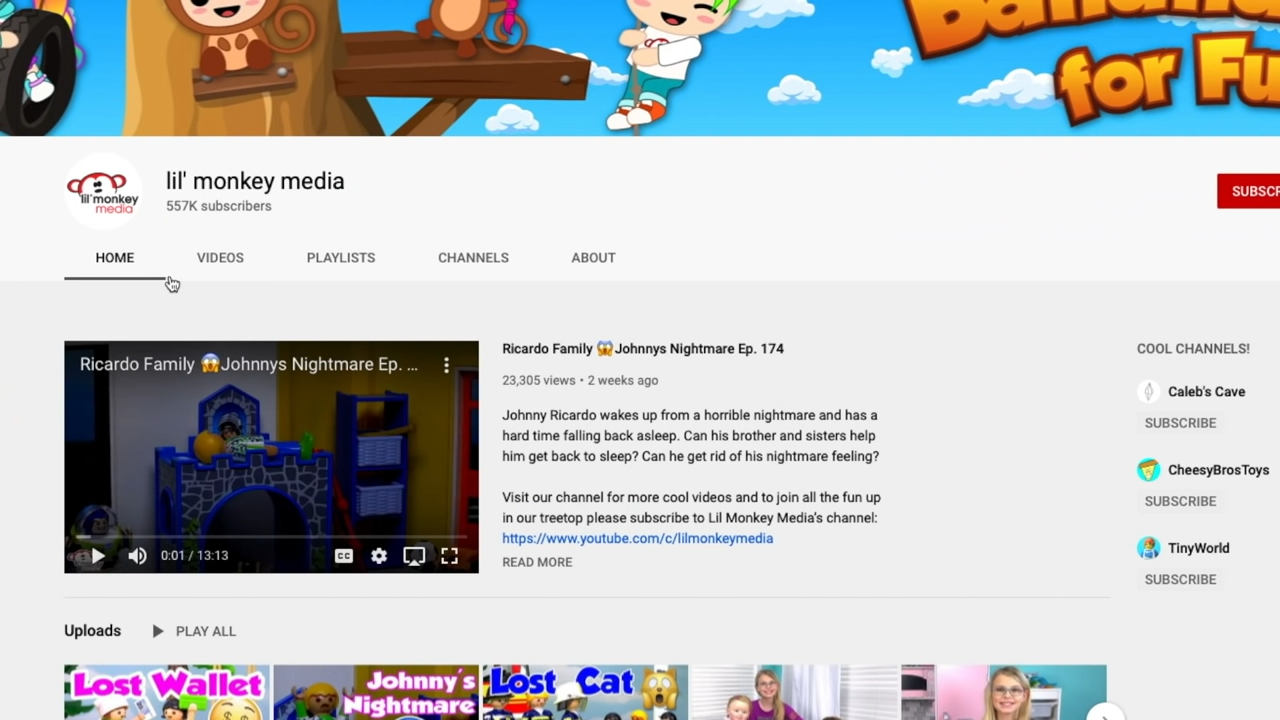 for Fu
lil'monkey
media
lil' monkey media
557K subscribers
SUBSCR
HOME
VIDEOS
PLAYLISTS
CHANNELS
ABOUT
Ricardo Family 😱Johnnys Nightmare Ep. ...
CC
0:01 / 13:13
Ricardo Family 😱Johnnys Nightmare Ep. 174
23,305 views • 2 weeks ago
Johnny Ricardo wakes up from a horrible nightmare and has a
hard time falling back asleep. Can his brother and sisters help
him get back to sleep? Can he get rid of his nightmare feeling?
Visit our channel for more cool videos and to join all the fun up
in our treetop please subscribe to Lil Monkey Media’s channel:
https://www.youtube.com/c/lilmonkeymedia
READ MORE
COOL CHANNELS!
Caleb's Cave
SUBSCRIBE
CheesyBrosToys
SUBSCRIBE
TinyWorld
SUBSCRIBE
Uploads
PLAY ALL
Lost Wallet
Johnny's
Nightmare
Lost Cat